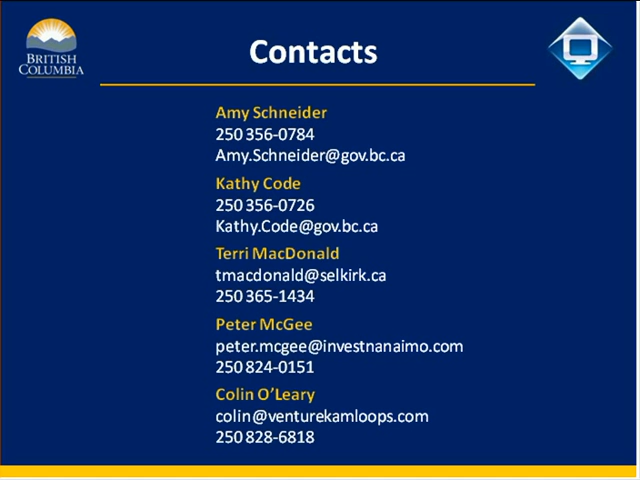 BRITISH
COLUMBIA
Contacts
Amy Schneider
250 356-0784
Amy.Schneider@gov.bc.ca
Kathy Code
250 356-0726
Kathy.Code@gov.bc.ca
Terri MacDonald
tmacdonald@selkirk.ca
250 365-1434
Peter McGee
peter.mcgee@investnanaimo.com
250 824-0151
Colin O’Leary
colin@venturekamloops.com
250 828-6818